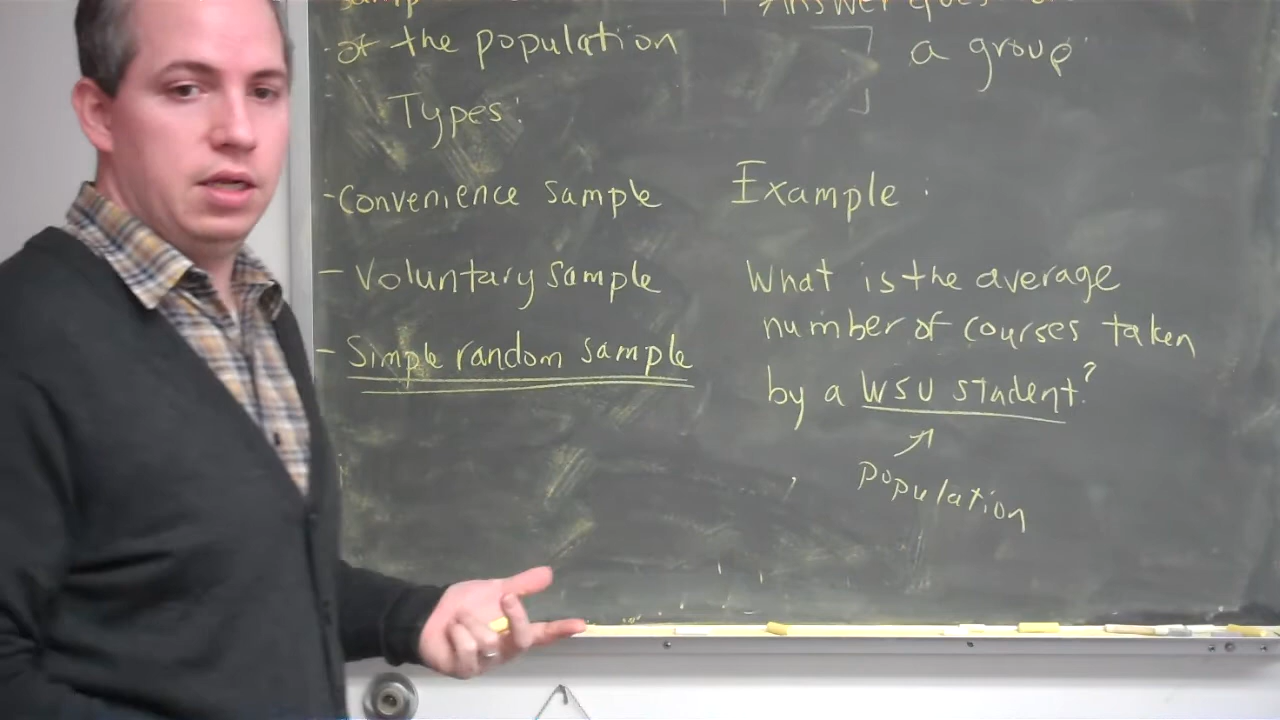 of the population
Types:
- Convenience sample
- Voluntary sample
- Simple random sample
Answer
a group
Example:
What is the average
number of courses taken
by a WSU student?
population